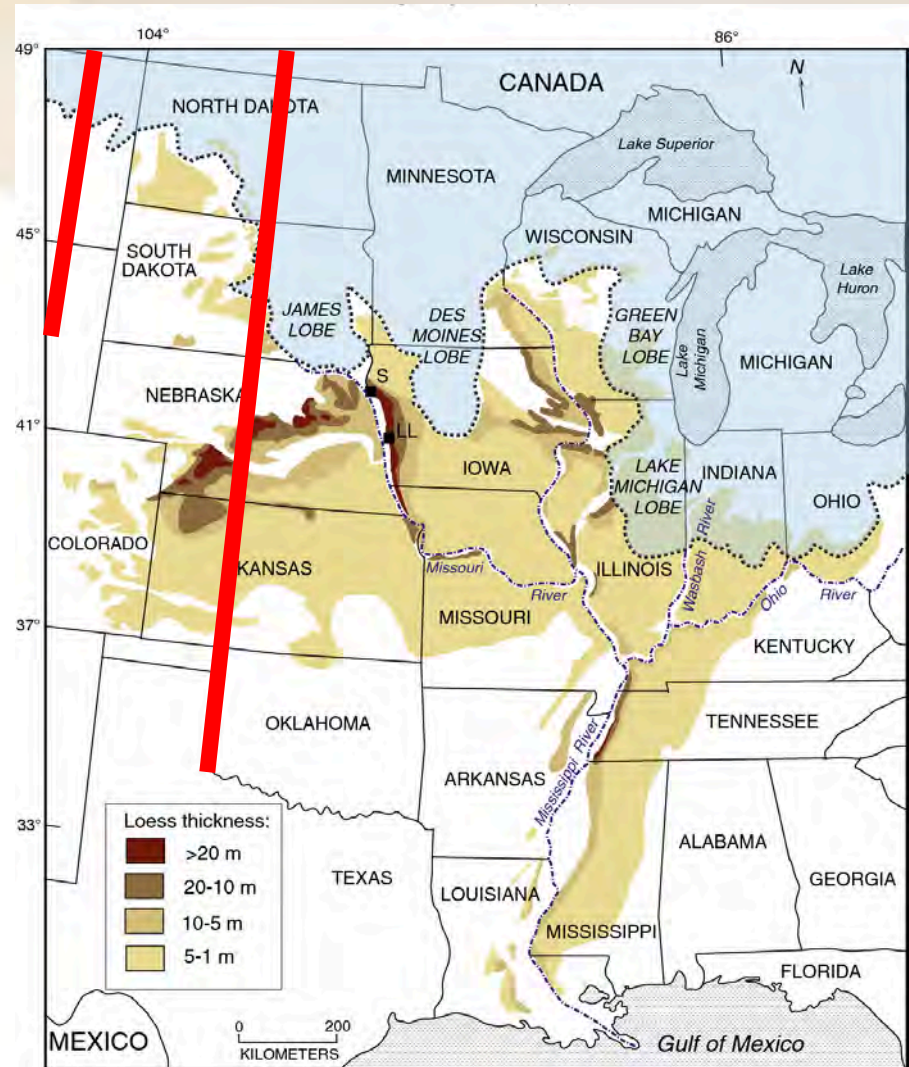 104°
86°
49°
CANADA
N
NORTH DAKOTA
Lake Superior
MINNESOTA
MICHIGAN
45°
WISCONSIN
SOUTH
DAKOTA
Lake
Huron
JAMES
LOBE
DES
MOINES
LOBE
GREEN
BAY
LOBE
Lake
Michigan
MICHIGAN
S
NEBRASKA
41°
LL
IOWA
LAKE
MICHIGAN
LOBE
INDIANA
OHIO
COLORADO
KANSAS
Missouri
River
ILLINOIS
Wasbash River
Ohio
River
37°
MISSOURI
KENTUCKY
OKLAHOMA
TENNESSEE
ARKANSAS
Mississippi River
33°
Loess thickness:
>20 m
20-10 m
10-5 m
5-1 m
TEXAS
ALABAMA
GEORGIA
LOUISIANA
MISSISSIPPI
FLORIDA
0 200
KILOMETERS
MEXICO
Gulf of Mexico